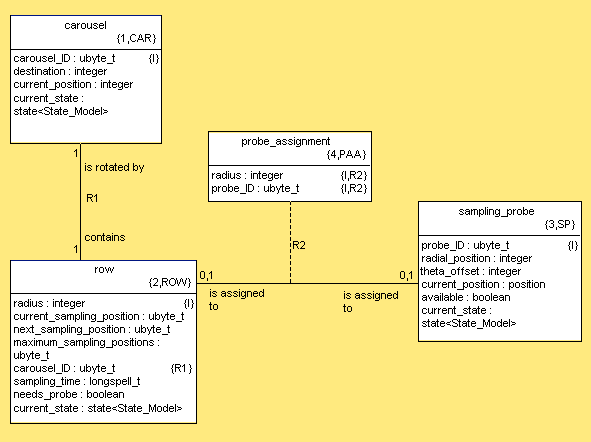 carousel
{1,CAR}
carousel_ID : ubyte_t {I}
destination : integer
current_position : integer
current_state :
state<State_Model>
1
is rotated by
R1
contains
1
probe_assignment
{4,PAA}
radius : integer {I,R2}
probe_ID : ubyte_t {I,R2}
R2
sampling_probe
{3,SP}
probe_ID : ubyte_t {I}
radial_position : integer
theta_offset : integer
current_position : position
available : boolean
current_state :
state<State_Model>
row
{2,ROW}
radius : integer {I}
current_sampling_position : ubyte_t
next_sampling_position : ubyte_t
maximum_sampling_positions :
ubyte_t
carousel_ID : ubyte_t {R1}
sampling_time : longspell_t
needs_probe : boolean
current_state : state<State_Model>
0,1
is assigned
to
0,1
is assigned
to